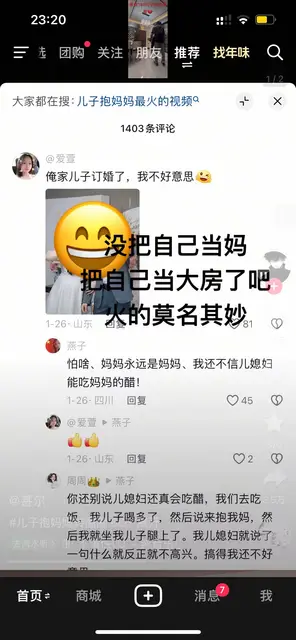 23:20
选 团购 关注 朋友 推荐 找年味
1/2
大家都在搜：儿子抱妈妈最火的视频
1403条评论
@爱萱
俺家儿子订婚了，我不好意思
没把自己当妈
把自己当大房了吧
火的莫名其妙
1-26·山东 回复 81
燕子
怕啥、妈妈永远是妈妈、我还不信儿媳妇
能吃妈妈的醋！
1-26·四川 回复 45
@爱萱 ▶ 燕子
1-26·山东 回复 2
周周 ▶ 燕子
你还别说儿媳妇还真会吃醋，我们去吃
饭，我儿子喝多了，然后说来抱我妈，然
后我就坐我儿子腿上了。我儿媳妇就说了
一句什么就反正就不高兴。搞得我还不好
首页 商城 消息 7 我